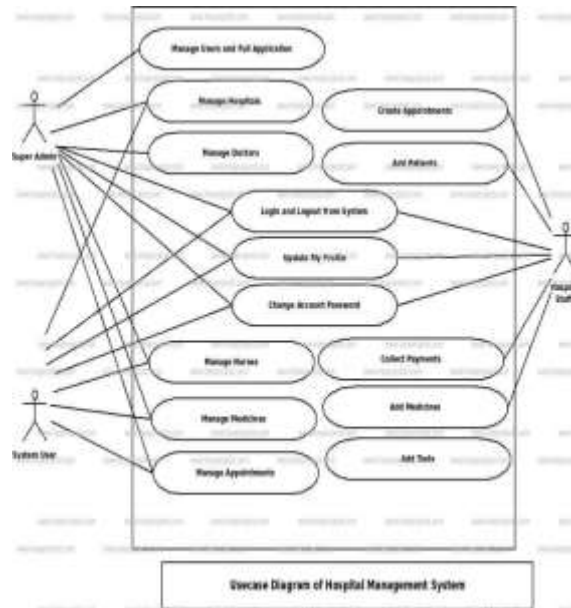 Manage Users and Full Application
Manage Hospitals
Create Appointments
Super Admin
Manage Doctors
Add Patients
Login and Logout from System
Update My Profile
Hospital
Staff
Change Account Password
Manage Nurses
Collect Payments
Manage Medicines
Add Medicines
System User
Manage Appointments
Add Tests
Usecase Diagram of Hospital Management System